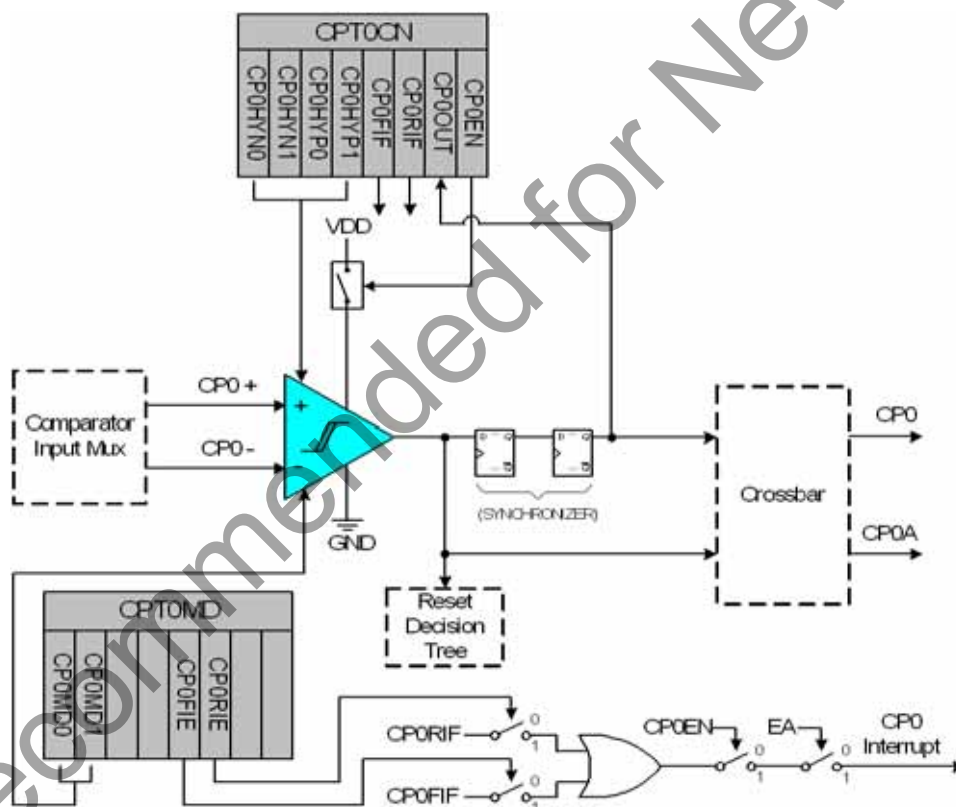 CPT0CN
CP0HYN0
CP0HYN1
CP0HYP0
CP0HYP1
CP0FIF
CP0RIF
CP0OUT
CP0EN
VDD
Comparator
Input Mux
CP0 +
CP0 -
+
-
GND
D Q
Q
D Q
Q
(SYNCHRONIZER)
Crossbar
CP0
CP0A
Reset
Decision
Tree
CPT0MD
CP0MD0
CP0MD1
CP0FIE
CP0RIE
CP0RIF
0
1
CP0FIF
0
1
CP0EN
0
1
EA
0
1
CP0
Interrupt
ecommended for New